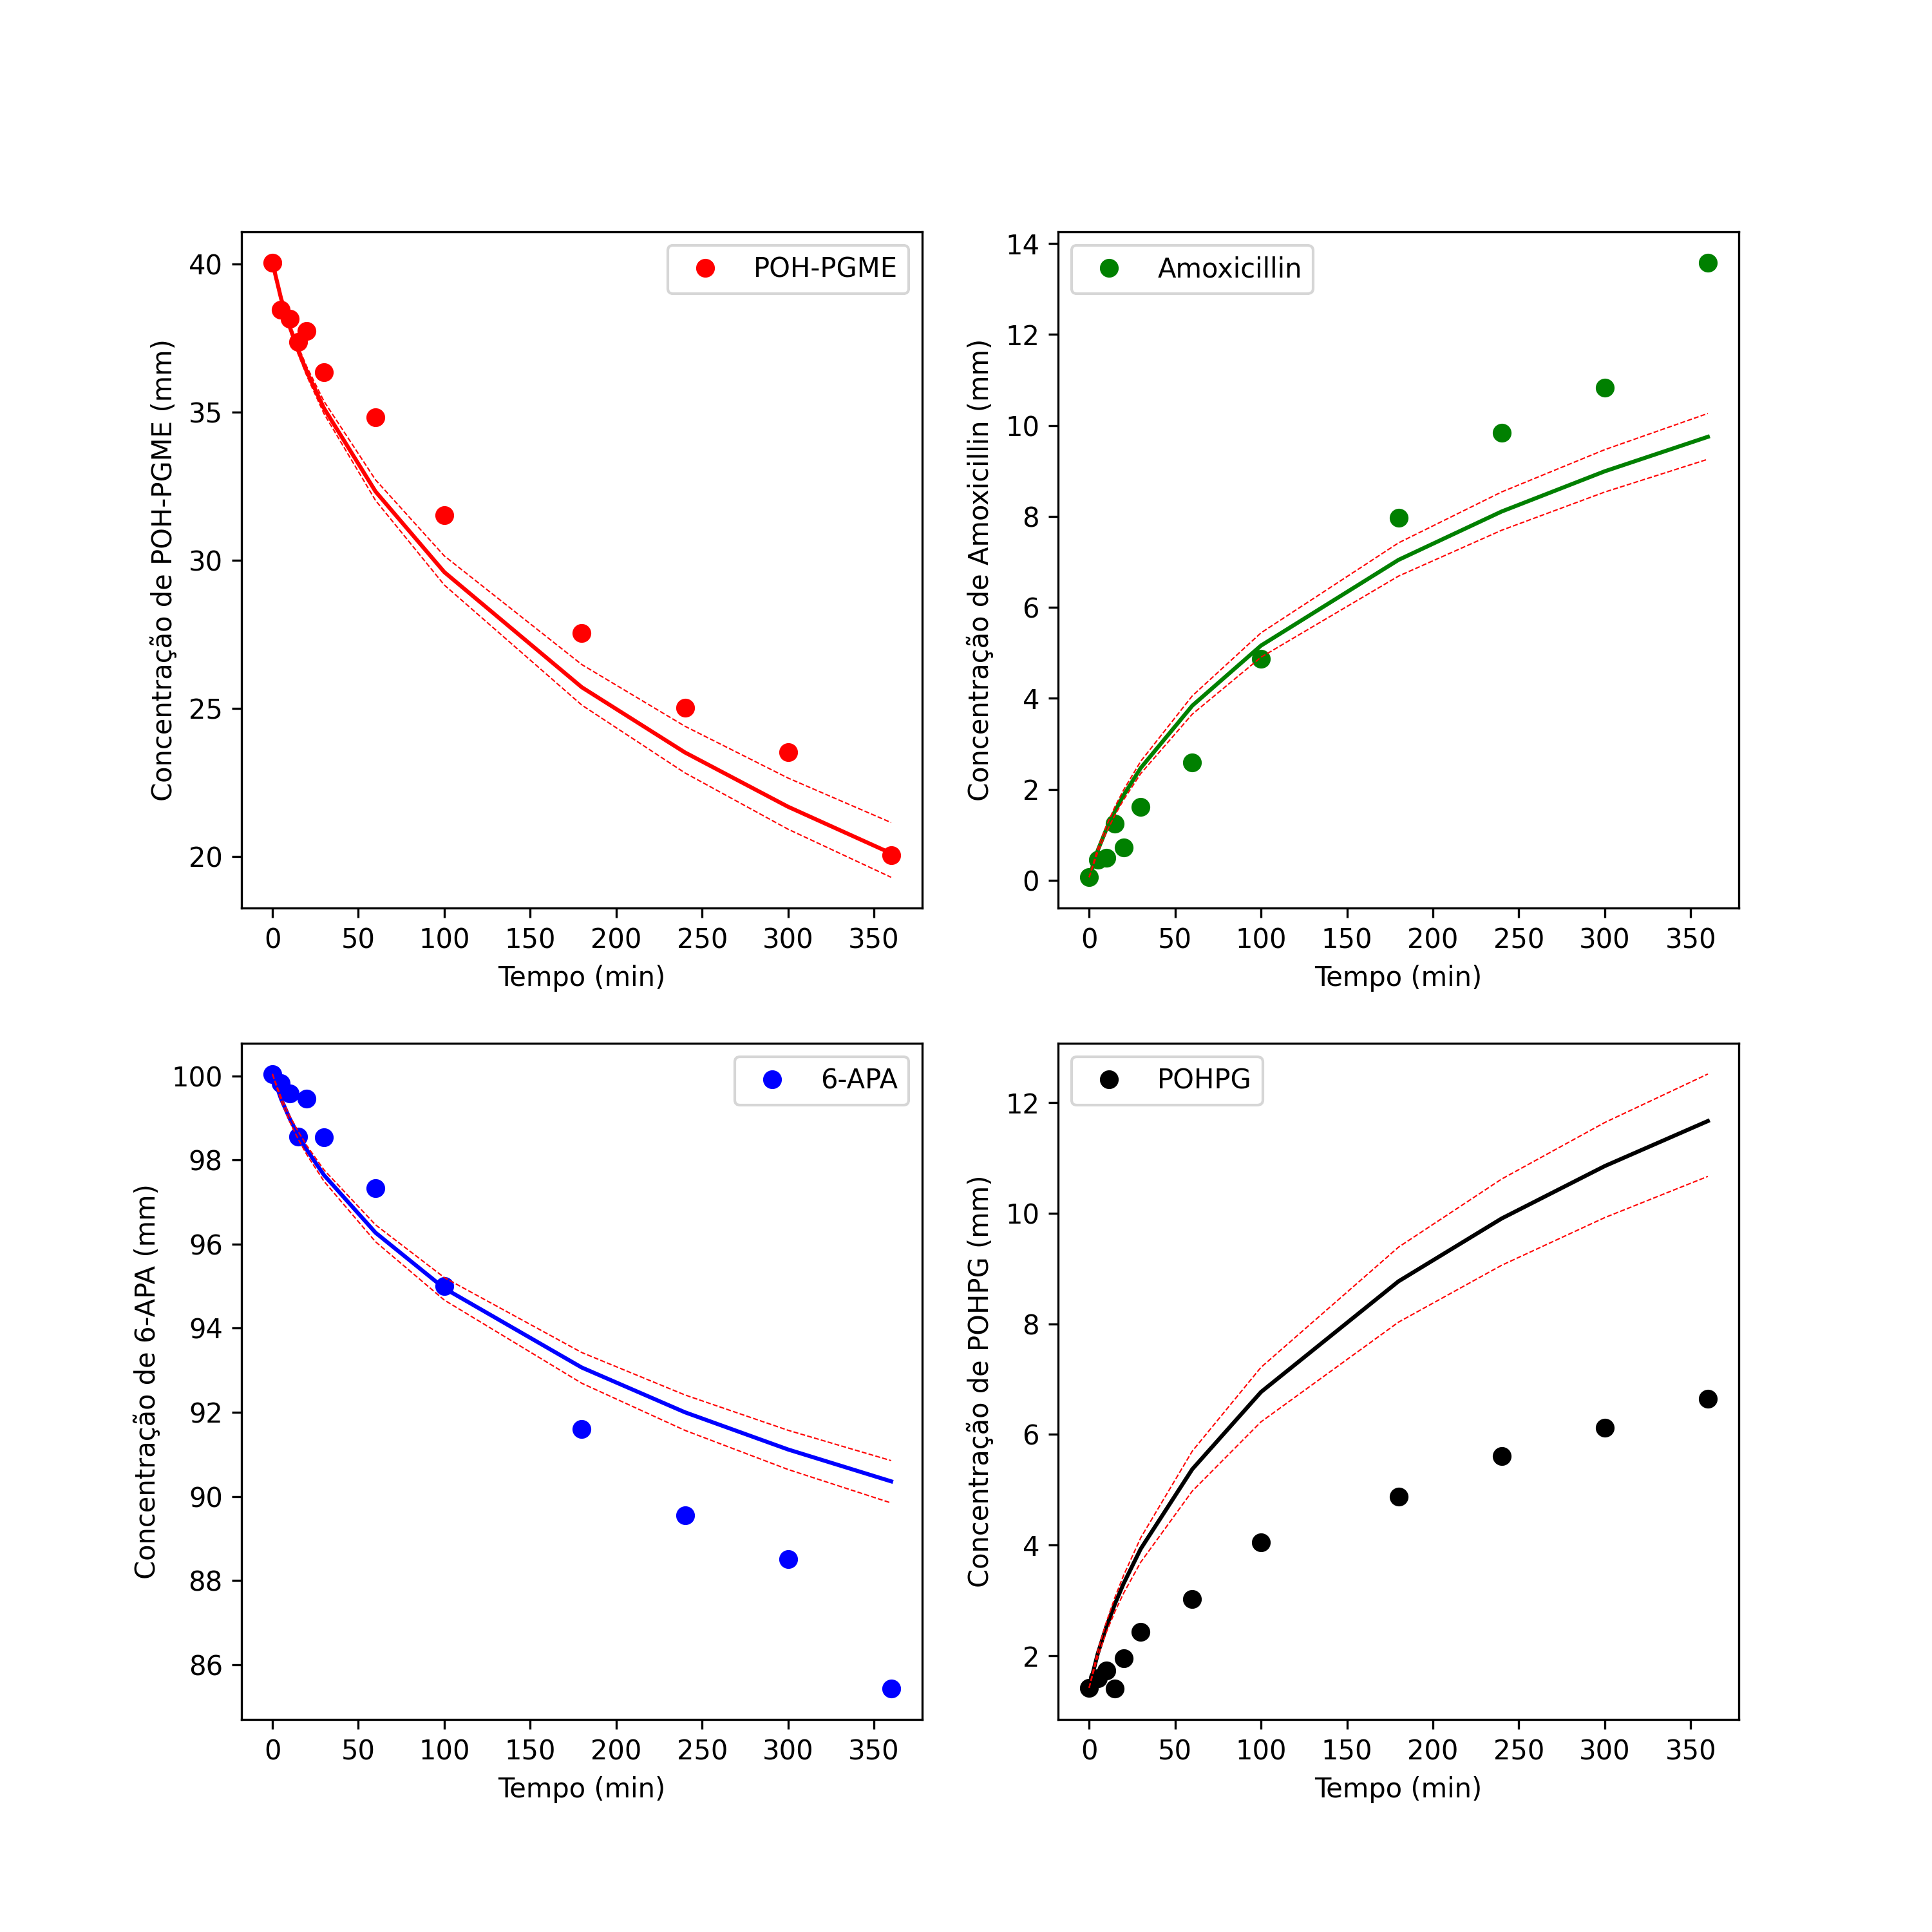 POH-PGME
Concentração de POH-PGME (mm)
40
35
30
25
20
0 50 100 150 200 250 300 350
Tempo (min)
Amoxicillin
Concentração de Amoxicillin (mm)
14
12
10
8
6
4
2
0
0 50 100 150 200 250 300 350
Tempo (min)
6-APA
Concentração de 6-APA (mm)
100
98
96
94
92
90
88
86
0 50 100 150 200 250 300 350
Tempo (min)
POHPG
Concentração de POHPG (mm)
12
10
8
6
4
2
0 50 100 150 200 250 300 350
Tempo (min)